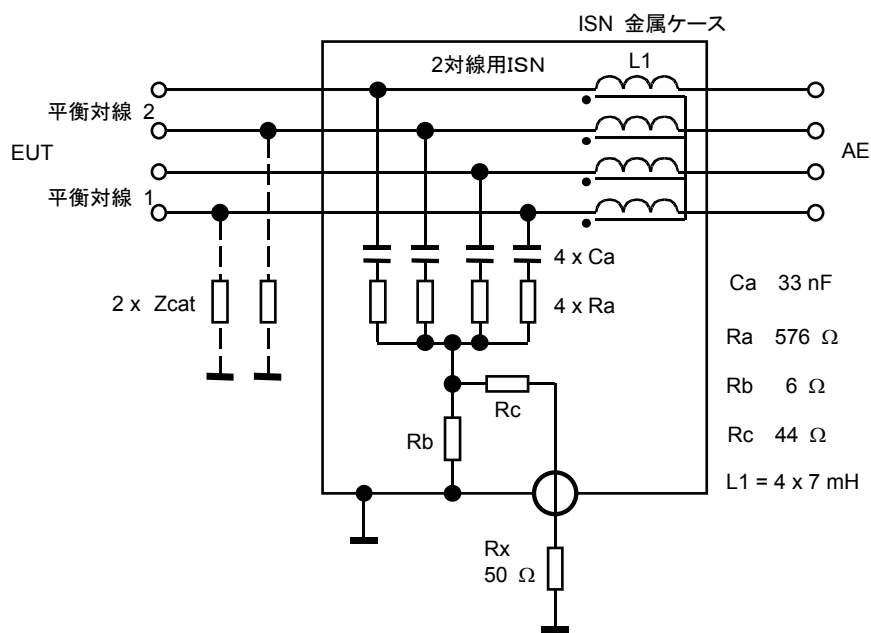 ISN 金属ケース
2対線用ISN
L1
平衡対線 2
EUT
AE
平衡対線 1
4 x Ca
2 x Zcat
4 x Ra
Ca 33 nF
Ra 576 Ω
Rc
Rb 6 Ω
Rb
Rc 44 Ω
L1 = 4 x 7 mH
Rx
50 Ω